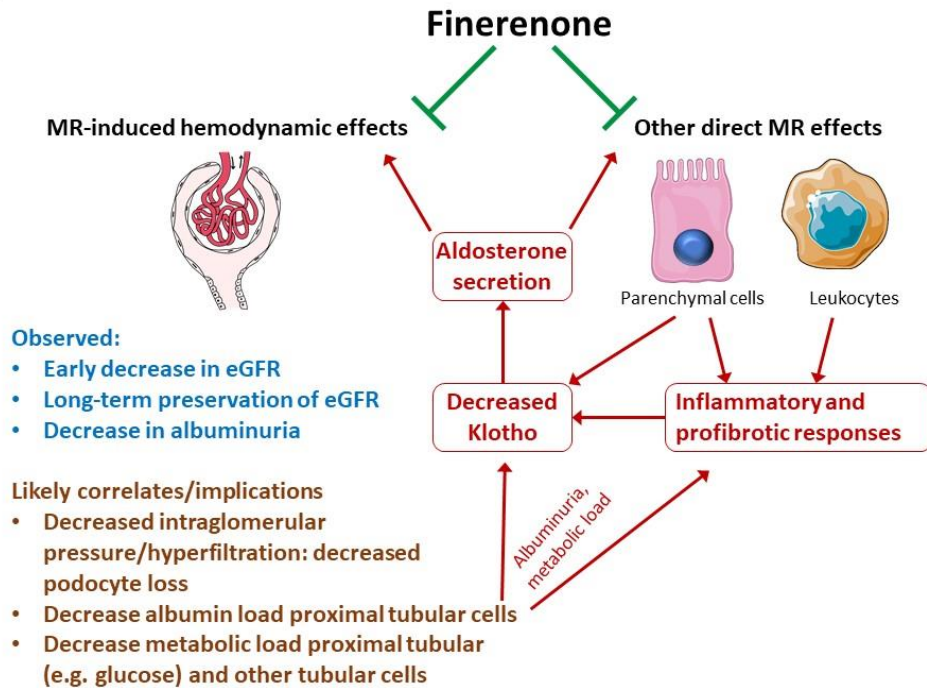 Finerenone
MR-induced hemodynamic effects
Other direct MR effects
Aldosterone
secretion
Parenchymal cells
Leukocytes
Observed:
• Early decrease in eGFR
• Long-term preservation of eGFR
• Decrease in albuminuria
Decreased
Klotho
Inflammatory and
profibrotic responses
Likely correlates/implications
• Decreased intraglomerular
pressure/hyperfiltration: decreased
podocyte loss
• Decrease albumin load proximal tubular cells
• Decrease metabolic load proximal tubular
(e.g. glucose) and other tubular cells
Albuminuria,
metabolic load